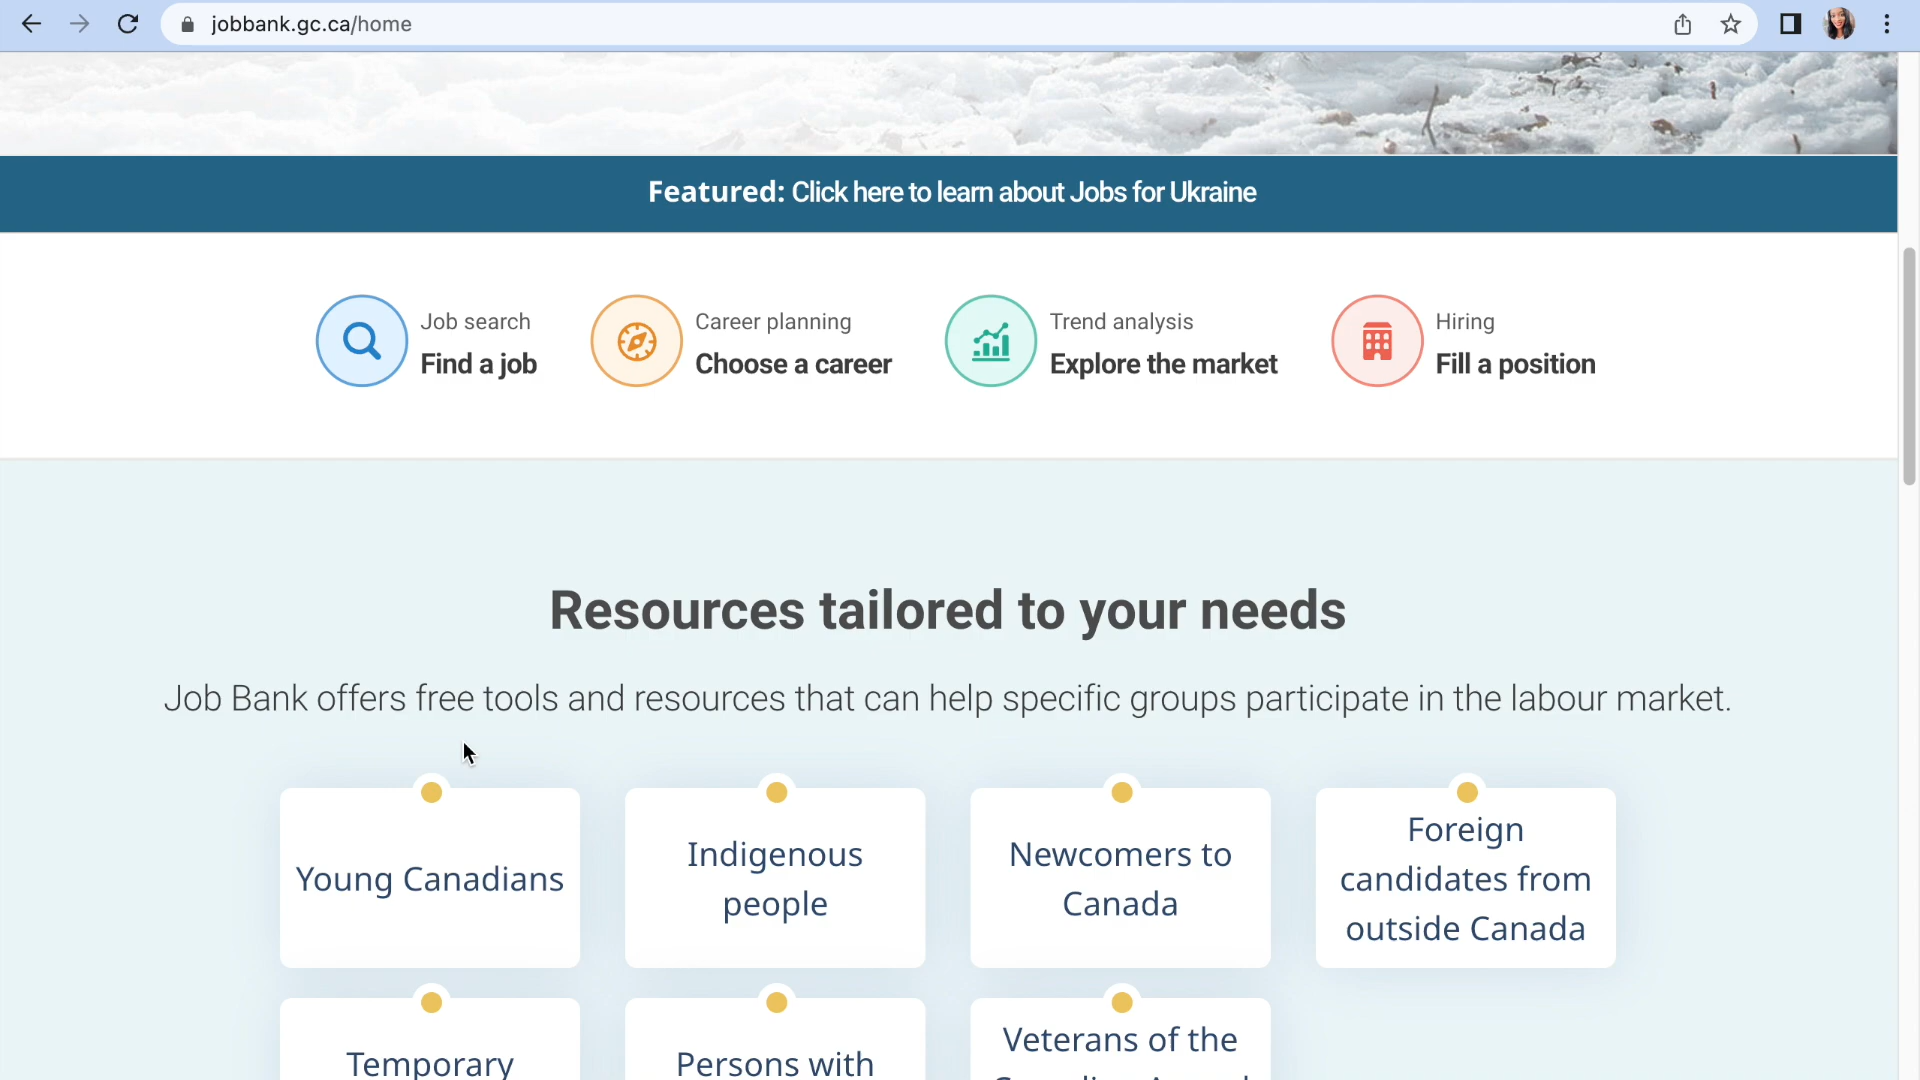 jobbank.gc.ca/home
Featured: Click here to learn about Jobs for Ukraine
Job search
Find a job
Career planning
Choose a career
Trend analysis
Explore the market
Hiring
Fill a position
Resources tailored to your needs
Job Bank offers free tools and resources that can help specific groups participate in the labour market.
Young Canadians
Indigenous
people
Newcomers to
Canada
Foreign
candidates from
outside Canada
Temporary
Persons with
Veterans of the